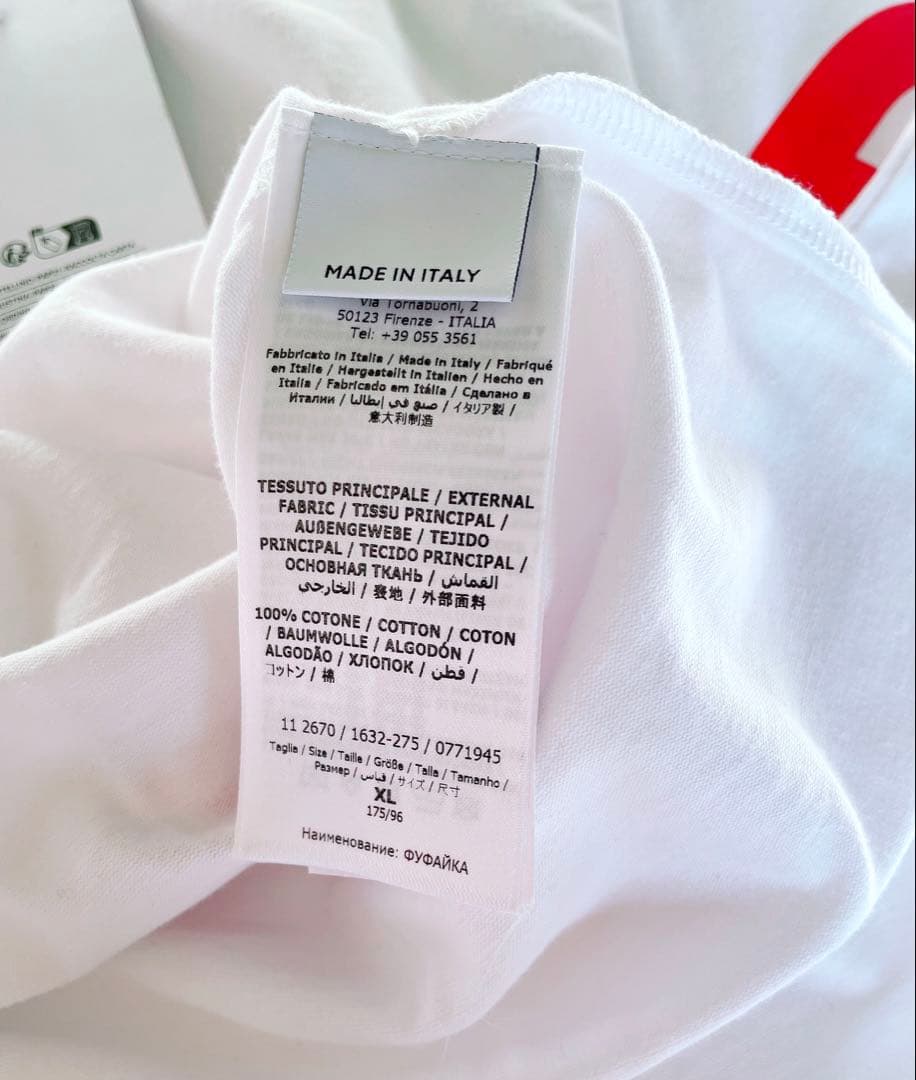 MADE IN ITALY
Via Tornabuoni, 2
50123 Firenze - ITALIA
Tel: +39 055 3561
Fabbricato in Italia / Made in Italy / Fabriqué
en Italie / Hergestellt in Italien / Hecho en
Italia / Fabricado em Itália / Сделано в
Италии / صنع في إيطاليا / イタリア製 /
意大利制造
TESSUTO PRINCIPALE / EXTERNAL
FABRIC / TISSU PRINCIPAL /
AUßENGEWEBE / TEJIDO
PRINCIPAL / TECIDO PRINCIPAL /
ОСНОВНАЯ ТКАНЬ / القماش
الخارجي / 表地 / 外部面料
100% COTONE / COTTON / COTON
/ BAUMWOLLE / ALGODÓN /
ALGODÃO / ХЛОПОК / قطن /
コットン / 棉
11 2670 / 1632-275 / 0771945
Taglia / Size / Taille / Größe / Talla / Tamanho /
Размер / قياس / サイズ / 尺寸
XL
175/96
Наименование: ФУФАЙКА